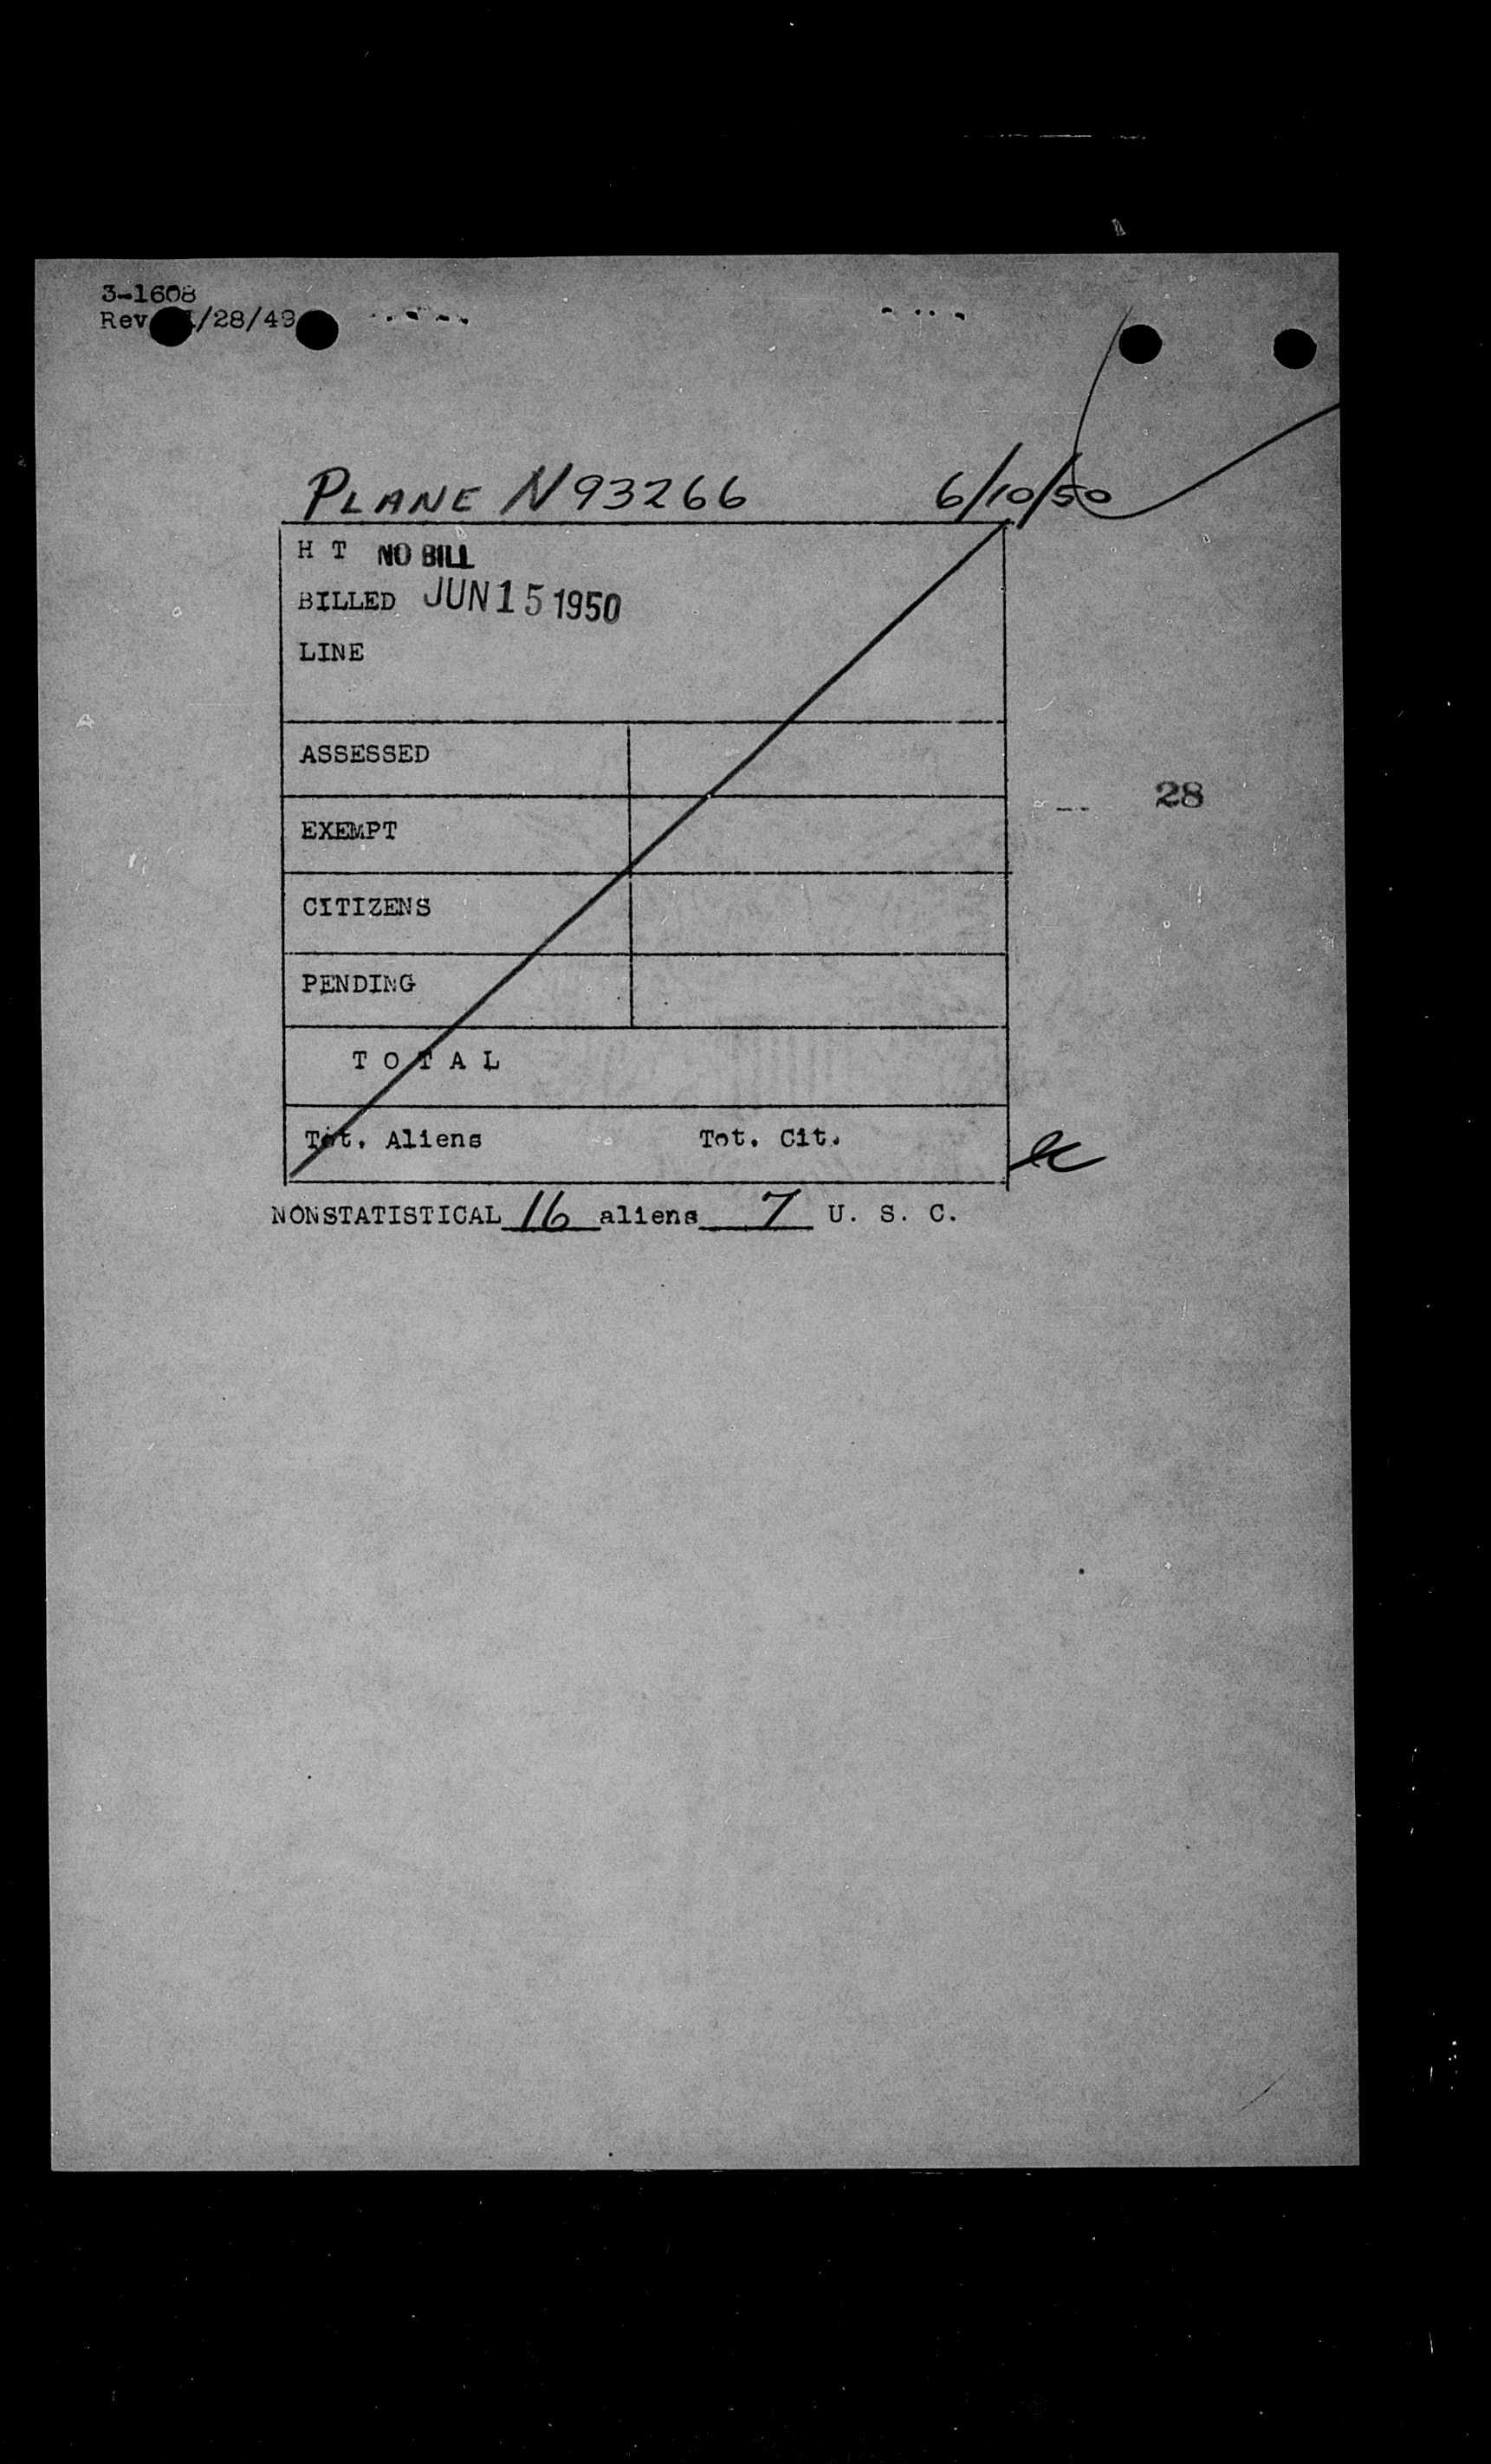 3-1608
Rev /28/49
PLANE N93266 6/10/50
H T NO BILL
BILLED JUN 15 1950
LINE
ASSESSED
28
EXEMPT
CITIZENS
PENDING
T O T A L
Tot. Aliens Tot. Cit.
NONSTATISTICAL 16 aliens 7 U. S. C.